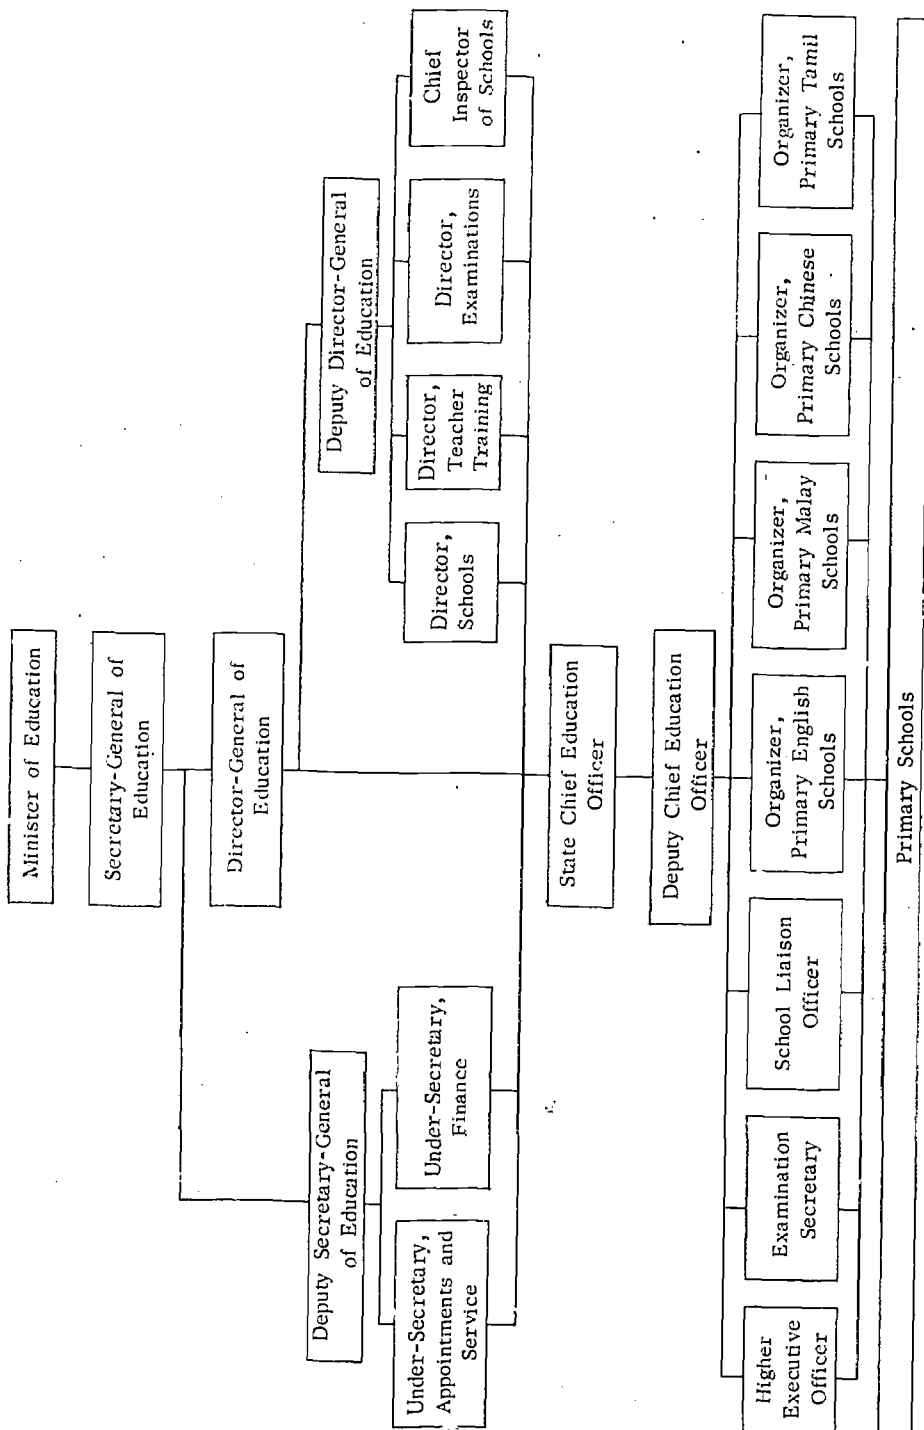 Minister of Education
Secretary-General of
Education
Director-General of
Education
Deputy Secretary-General
of Education
Deputy Director-General
of Education
Under-Secretary,
Appointments and
Service
Under-Secretary,
Finance
Director,
Schools
Director,
Teacher
Training
Director,
Examinations
Chief
Inspector
of Schools
State Chief Education
Officer
Deputy Chief Education
Officer
Higher
Executive
Officer
Examination
Secretary
School Liaison
Officer
Organizer,
Primary English
Schools
Organizer,
Primary Malay
Schools
Organizer,
Primary Chinese
Schools
Organizer,
Primary Tamil
Schools
Primary Schools